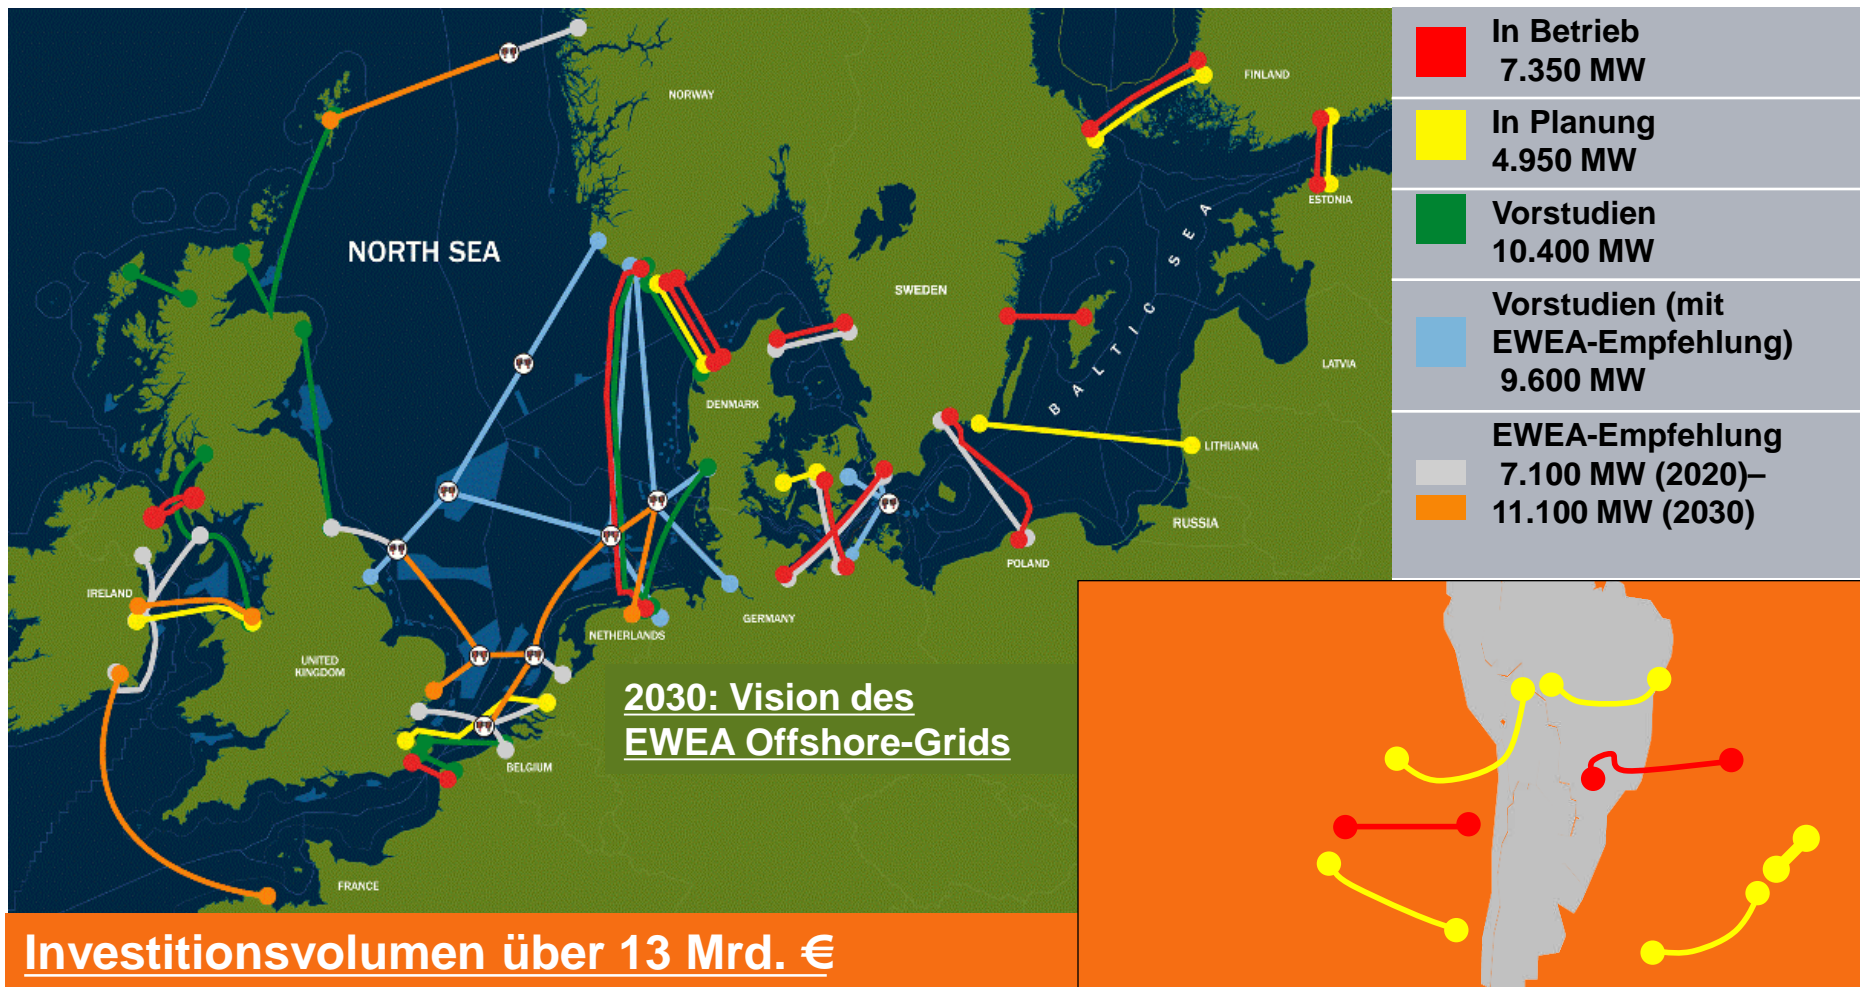 NORWAY
FINLAND
ESTONIA
NORTH SEA
SWEDEN
BALTIC SEA
LATVIA
DENMARK
LITHUANIA
RUSSIA
POLAND
IRELAND
GERMANY
NETHERLANDS
UNITED
KINGDOM
BELGIUM
FRANCE
In Betrieb
7.350 MW
In Planung
4.950 MW
Vorstudien
10.400 MW
Vorstudien (mit
EWEA-Empfehlung)
9.600 MW
EWEA-Empfehlung
7.100 MW (2020)–
11.100 MW (2030)
2030: Vision des
EWEA Offshore-Grids
Investitionsvolumen über 13 Mrd. €